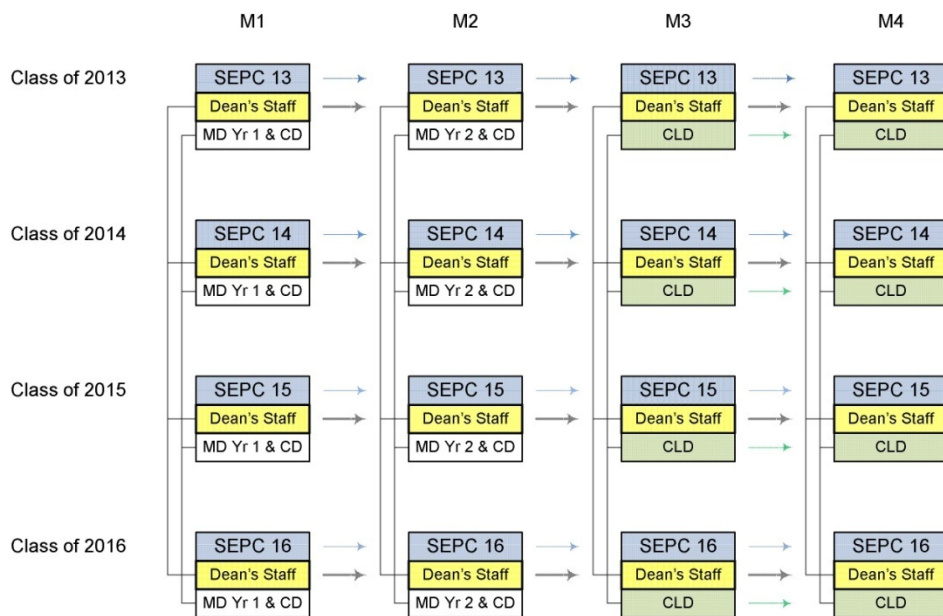 M1 M2 M3 M4
Class of 2013 SEPC 13 SEPC 13 SEPC 13 SEPC 13
Dean's Staff Dean's Staff Dean's Staff Dean's Staff
MD Yr 1 & CD MD Yr 2 & CD CLD CLD
Class of 2014 SEPC 14 SEPC 14 SEPC 14 SEPC 14
Dean's Staff Dean's Staff Dean's Staff Dean's Staff
MD Yr 1 & CD MD Yr 2 & CD CLD CLD
Class of 2015 SEPC 15 SEPC 15 SEPC 15 SEPC 15
Dean's Staff Dean's Staff Dean's Staff Dean's Staff
MD Yr 1 & CD MD Yr 2 & CD CLD CLD
Class of 2016 SEPC 16 SEPC 16 SEPC 16 SEPC 16
Dean's Staff Dean's Staff Dean's Staff Dean's Staff
MD Yr 1 & CD MD Yr 2 & CD CLD CLD